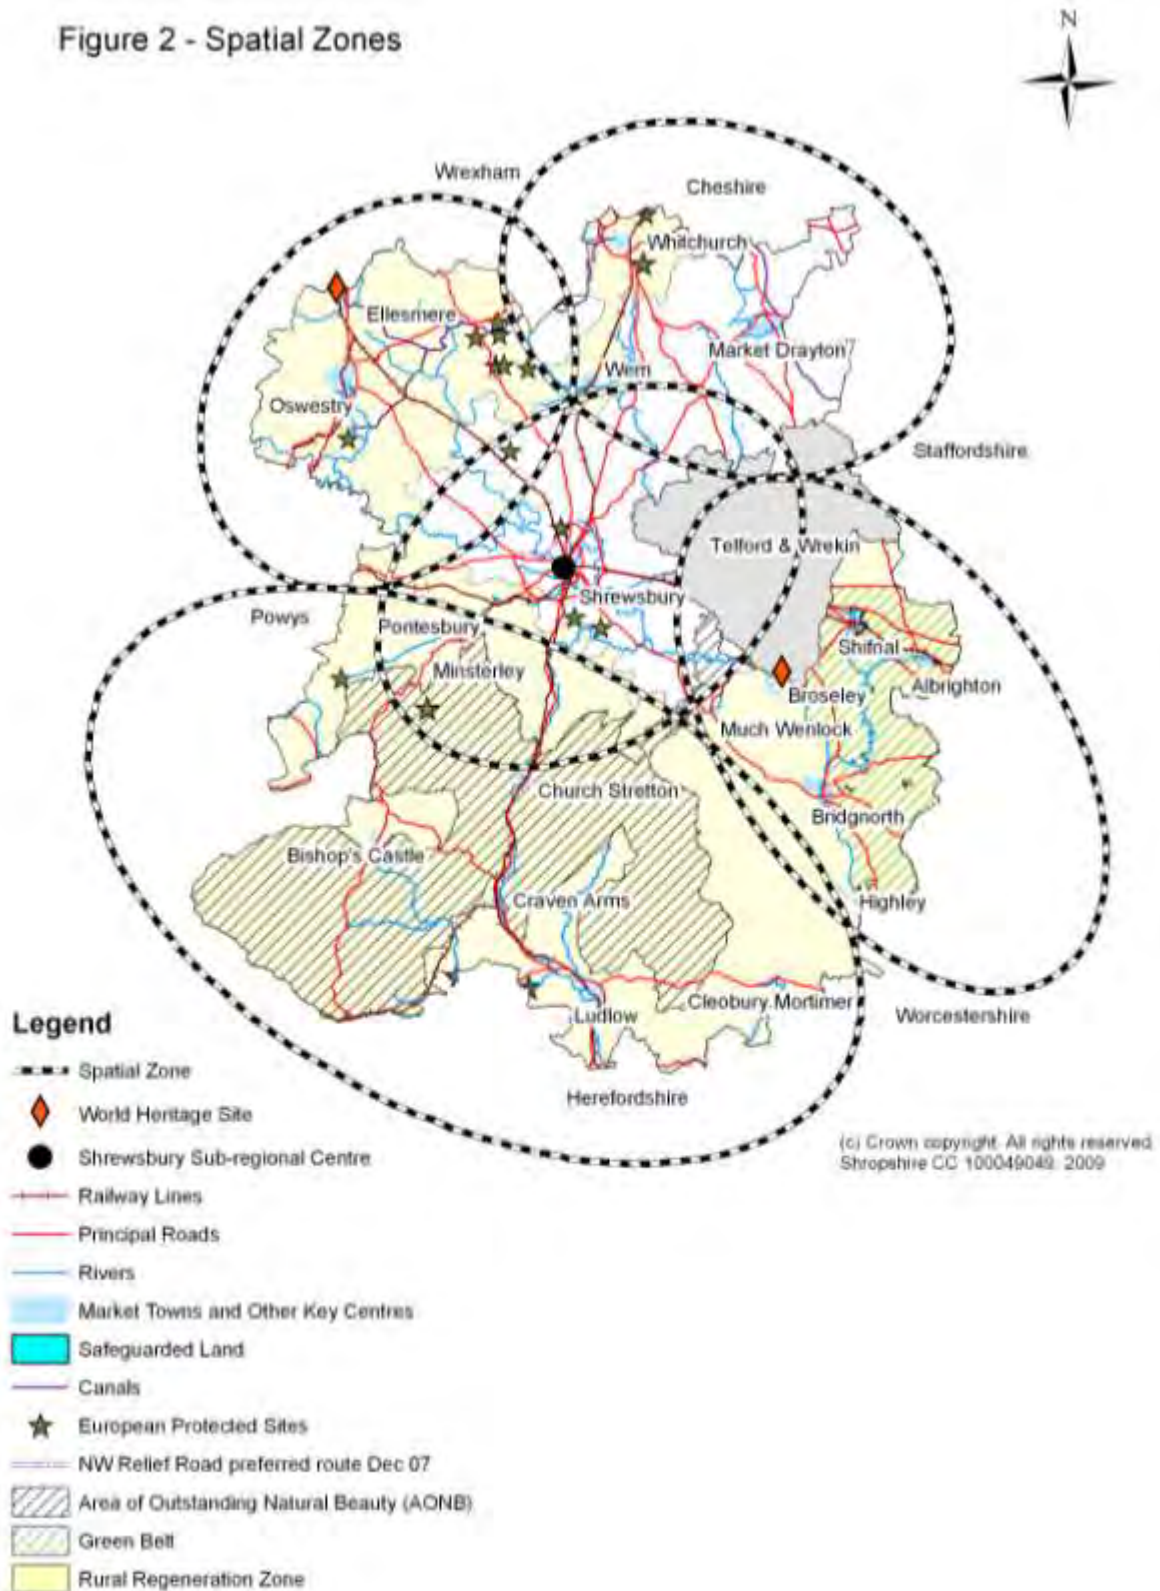 Figure 2 - Spatial Zones
N
Wrexham
Cheshire
Whitchurch
Ellesmere
Market Drayton
Wem
Oswestry
Staffordshire
Telford & Wrekin
Shrewsbury
Powys
Pontesbury
Shifnal
Minsterley
Albrighton
Broseley
Much Wenlock
Church Stretton
Bridgnorth
Bishop's Castle
Craven Arms
Highley
Cleobury Mortimer
Ludlow
Worcestershire
Herefordshire
(c) Crown copyright. All rights reserved.
Shropshire CC 100049049. 2009
Legend
Spatial Zone
World Heritage Site
Shrewsbury Sub-regional Centre
Railway Lines
Principal Roads
Rivers
Market Towns and Other Key Centres
Safeguarded Land
Canals
European Protected Sites
NW Relief Road preferred route Dec 07
Area of Outstanding Natural Beauty (AONB)
Green Belt
Rural Regeneration Zone